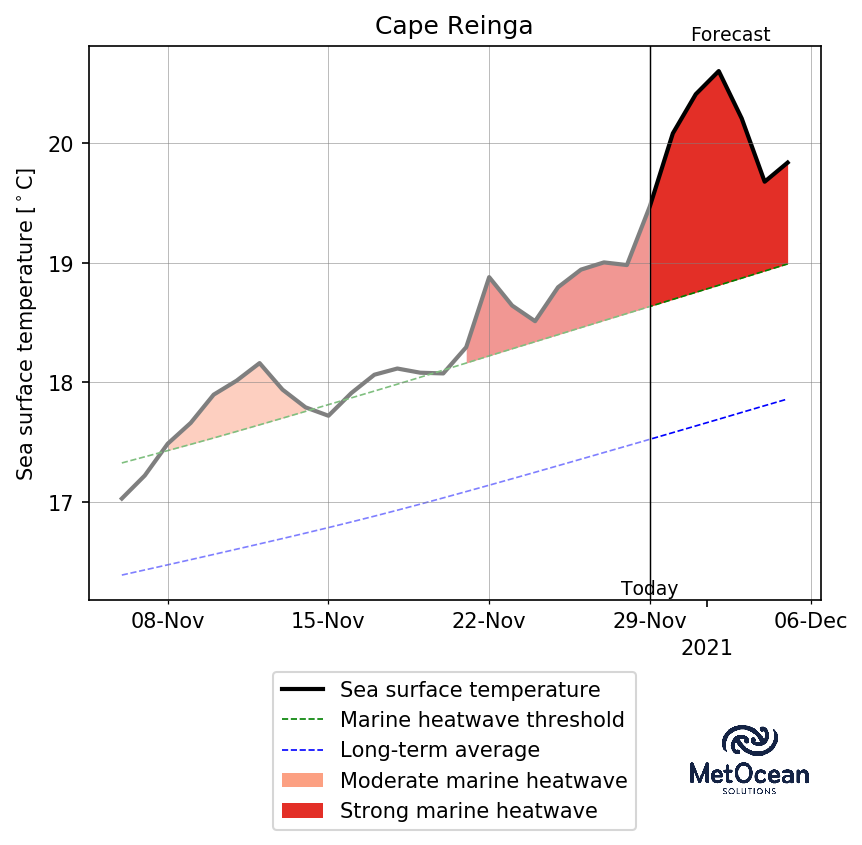 Cape Reinga
Forecast
Sea surface temperature [°C]
20
19
18
17
Today
08-Nov
15-Nov
22-Nov
29-Nov
06-Dec
2021
Sea surface temperature
Marine heatwave threshold
Long-term average
Moderate marine heatwave
Strong marine heatwave
MetOcean
SOLUTIONS